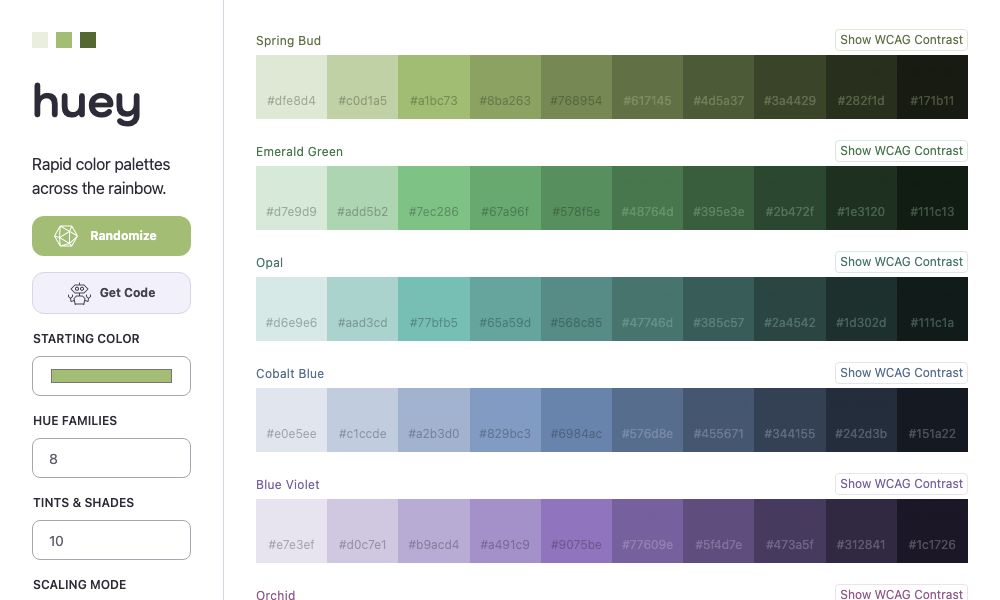 huey
Rapid color palettes
across the rainbow.
Randomize
Get Code
STARTING COLOR
HUE FAMILIES
8
TINTS & SHADES
10
SCALING MODE
Spring Bud Show WCAG Contrast
#dfe8d4 #c0d1a5 #a1bc73 #8ba263 #768954 #617145 #4d5a37 #3a4429 #282f1d #171b11
Emerald Green Show WCAG Contrast
#d7e9d9 #add5b2 #7ec286 #67a96f #578f5e #48764d #395e3e #2b472f #1e3120 #111c13
Opal Show WCAG Contrast
#d6e9e6 #aad3cd #77bfb5 #65a59d #568c85 #47746d #385c57 #2a4542 #1d302d #111c1a
Cobalt Blue Show WCAG Contrast
#e0e5ee #c1ccde #a2b3d0 #829bc3 #6984ac #576d8e #455671 #344155 #242d3b #151a22
Blue Violet Show WCAG Contrast
#e7e3ef #d0c7e1 #b9acd4 #a491c9 #9075be #77609e #5f4d7e #473a5f #312841 #1c1726
Orchid Show WCAG Contrast